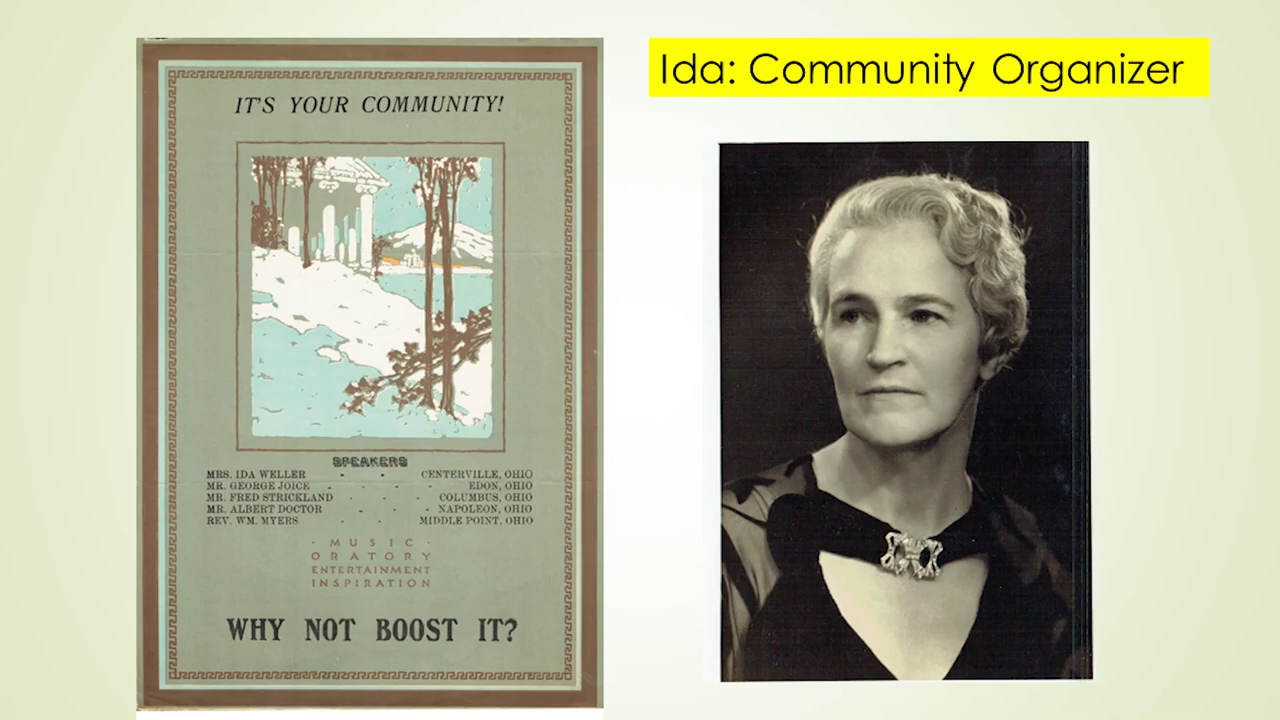 Ida: Community Organizer
IT'S YOUR COMMUNITY!
SPEAKERS
MRS. IDA WELLER - - CENTERVILLE, OHIO
MR. GEORGE JOICE - - - - EDON, OHIO
MR. FRED STRICKLAND - - - - COLUMBUS, OHIO
MR. ALBERT DOCTOR - - - - NAPOLEON, OHIO
REV. WM. MYERS - - - MIDDLE POINT, OHIO
· MUSIC ·
ORATORY
ENTERTAINMENT
INSPIRATION
WHY NOT BOOST IT?